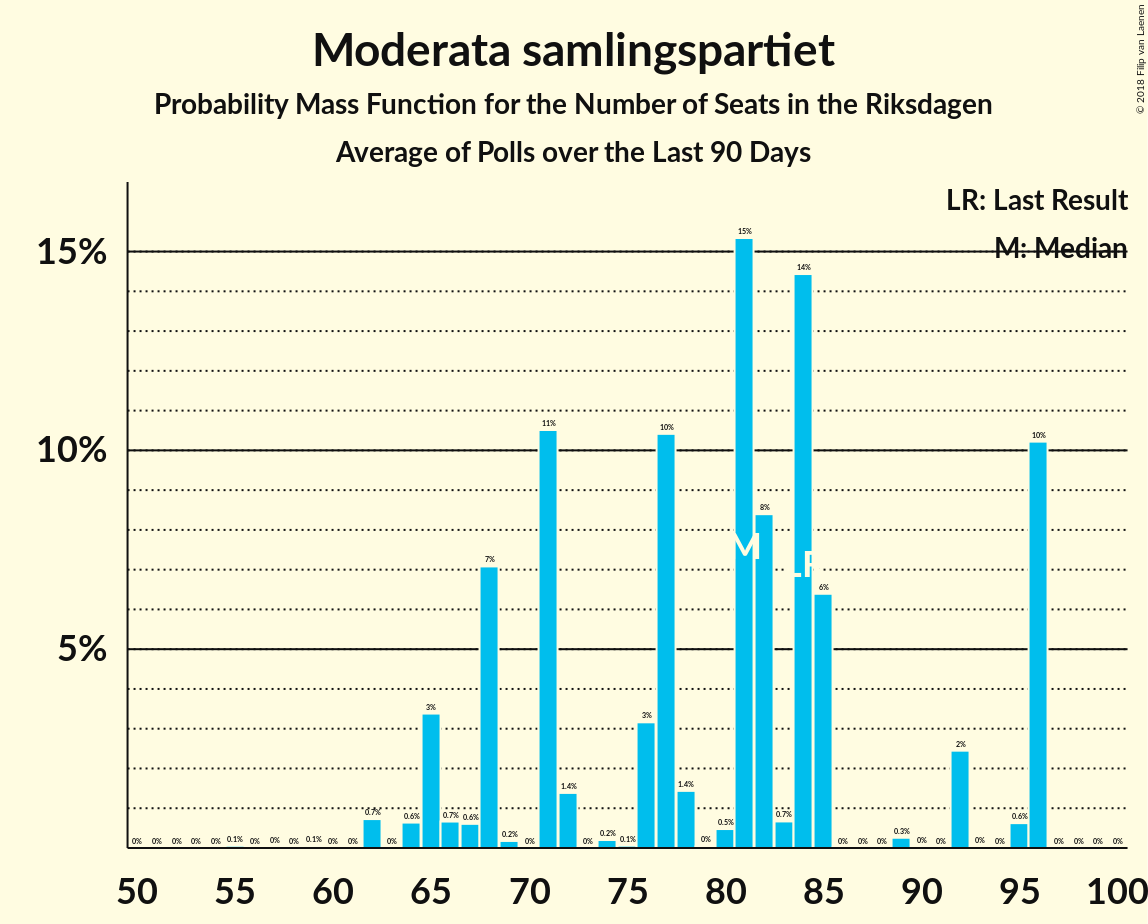 Moderata samlingspartiet
Probability Mass Function for the Number of Seats in the Riksdagen
Average of Polls over the Last 90 Days
© 2018 Filip van Laenen
LR: Last Result
M: Median
15%
10%
5%
0% 0% 0% 0% 0% 0.1% 0% 0% 0% 0.1% 0% 0% 0.7% 0% 0.6% 3% 0.7% 0.6% 7% 0.2% 0% 11% 1.4% 0% 0.2% 0.1% 3% 10% 1.4% 0% 0.5% 15% 8% 0.7% 14% 6% 0% 0% 0% 0.3% 0% 0% 2% 0% 0% 0.6% 10% 0% 0% 0% 0%
M
LR
50 55 60 65 70 75 80 85 90 95 100